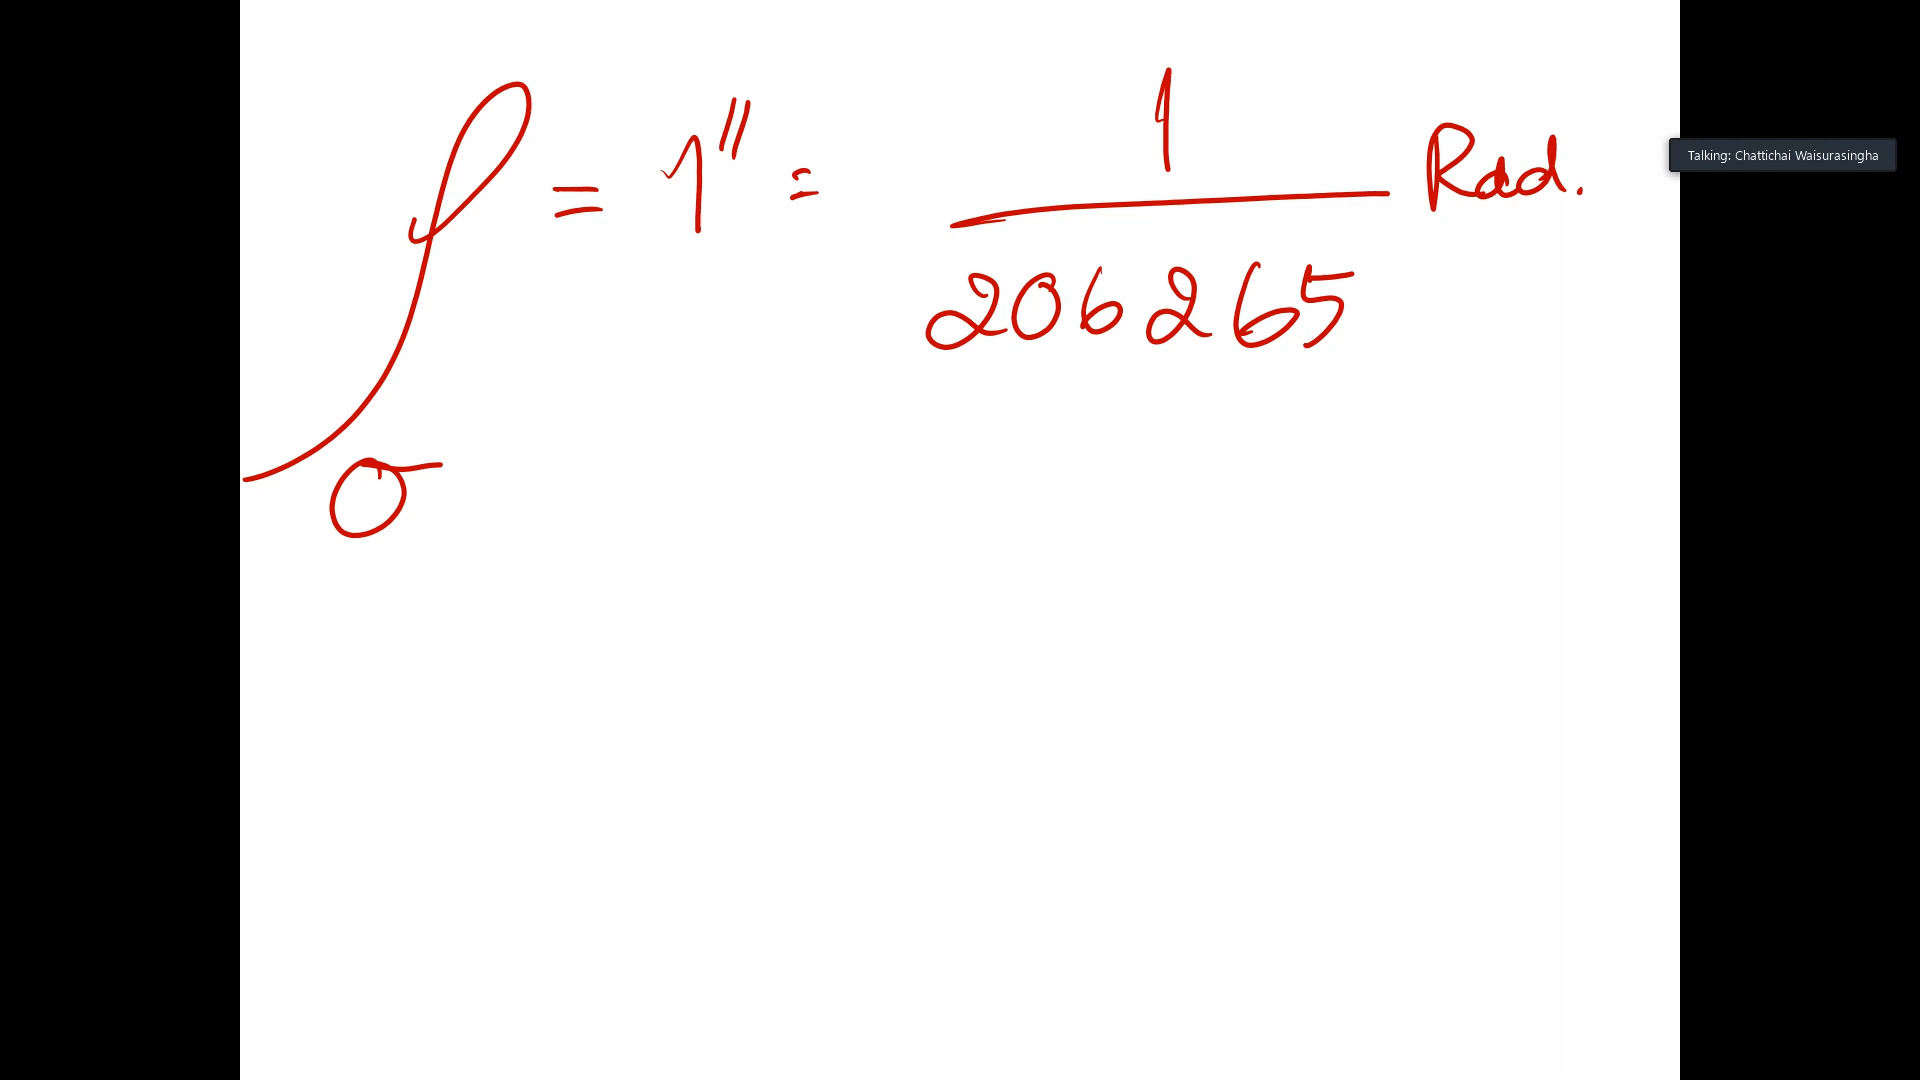 ρ = 1" = 1 Rad.
206265
σ
Talking: Chattichai Waisurasingha